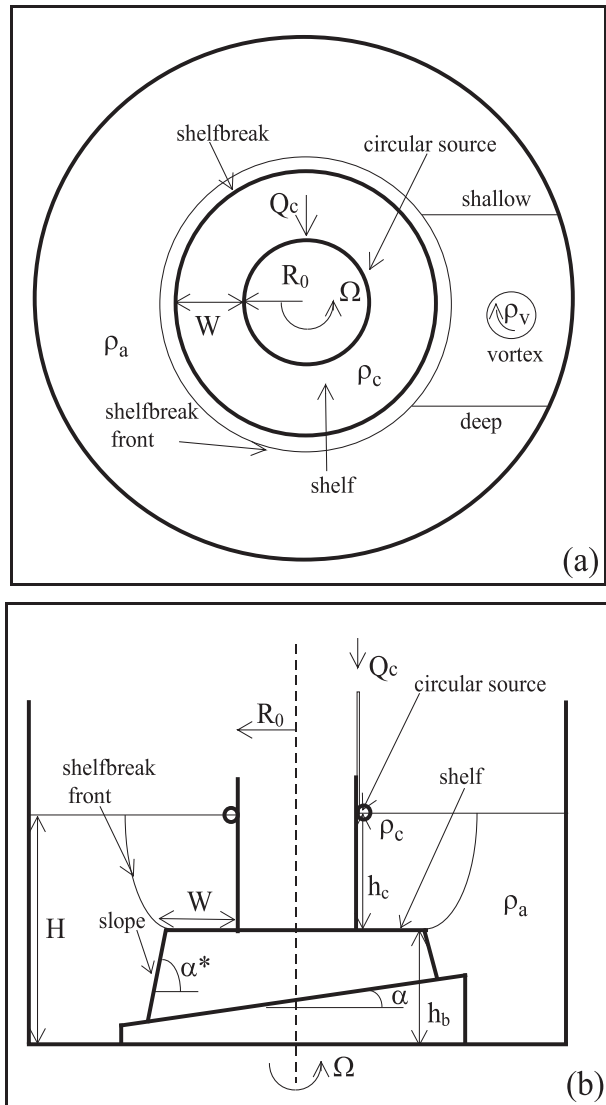 shelfbreak
circular source
Qc
shallow
R0
Ω
ρv
W
vortex
ρa
ρc
shelfbreak
front
deep
shelf
(a)
Qc
circular source
R0
shelfbreak
front
shelf
ρc
W
hc
H
slope
ρa
α*
α
hb
Ω
(b)